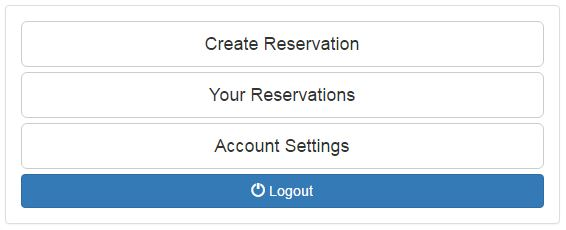 Create Reservation
Your Reservations
Account Settings
Logout